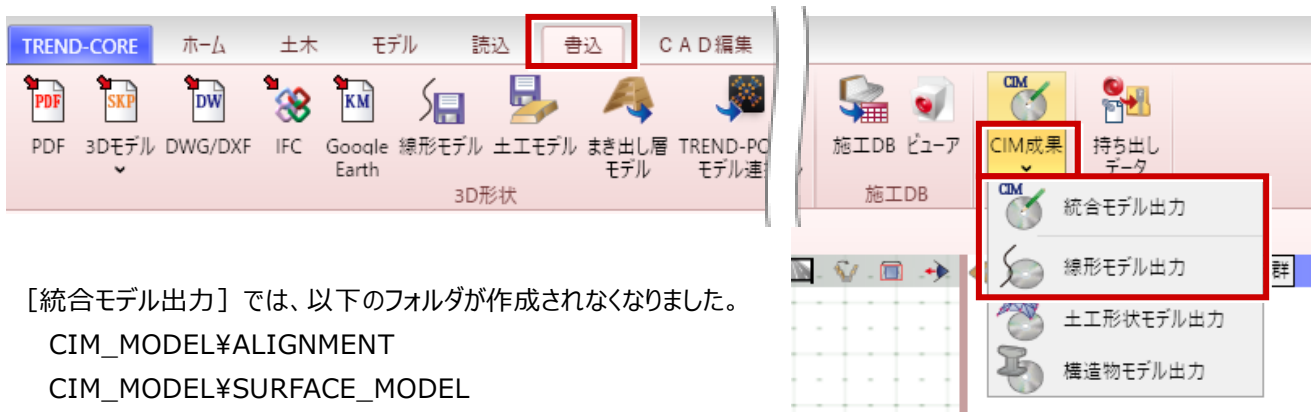 TREND-CORE ホーム 土木 モデル 読込 書込 CAD編集
PDF 3Dモデル DWG/DXF IFC Google Earth 線形モデル 土工モデル まき出し層モデル TREND-PO モデル連
3D形状
施工DB ビューア CIM成果 持ち出しデータ
施工DB
統合モデル出力
線形モデル出力
土工形状モデル出力
構造物モデル出力
群
［統合モデル出力］では、以下のフォルダが作成されなくなりました。
CIM_MODEL¥ALIGNMENT
CIM_MODEL¥SURFACE_MODEL